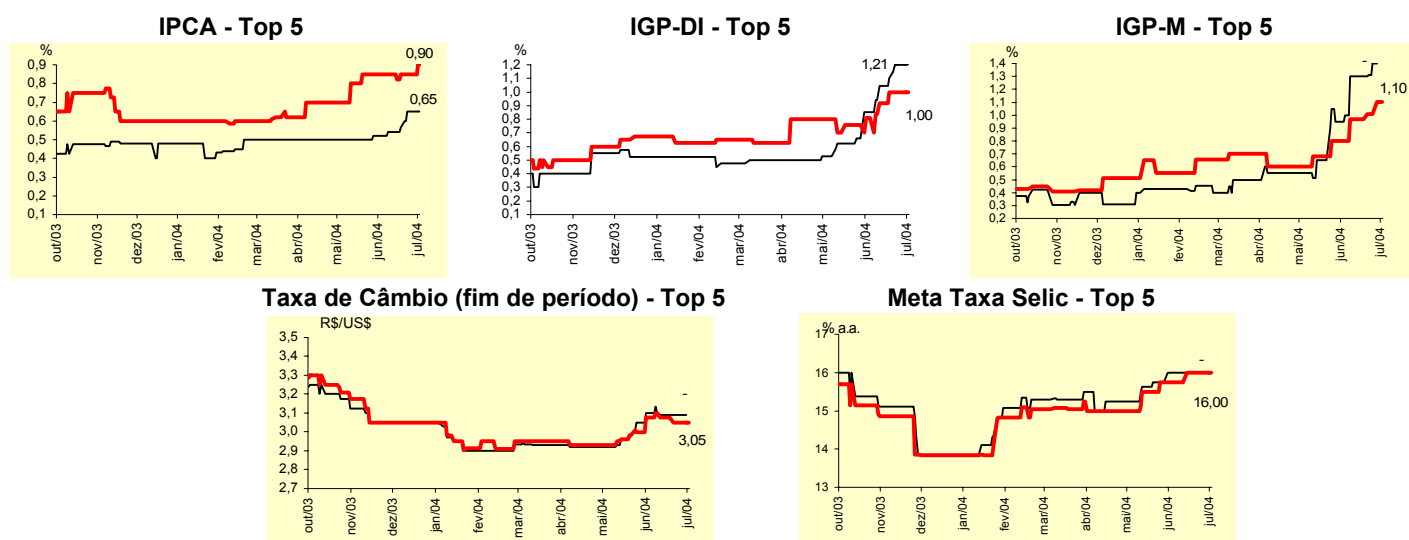 IPCA - Top 5
%
0,90
0,9
0,8
0,7
0,65
0,6
0,5
0,4
0,3
0,2
0,1
out/03
nov/03
dez/03
jan/04
fev/04
mar/04
abr/04
mai/04
jun/04
jul/04
IGP-DI - Top 5
%
1,2
1,21
1,1
1,0
0,9
1,00
0,8
0,7
0,6
0,5
0,4
0,3
0,2
0,1
out/03
nov/03
dez/03
jan/04
fev/04
mar/04
abr/04
mai/04
jun/04
jul/04
IGP-M - Top 5
%
-
1,4
1,3
1,2
1,10
1,1
1,0
0,9
0,8
0,7
0,6
0,5
0,4
0,3
0,2
out/03
nov/03
dez/03
jan/04
fev/04
mar/04
abr/04
mai/04
jun/04
jul/04
Taxa de Câmbio (fim de período) - Top 5
R$/US$
3,5
3,4
3,3
3,2
-
3,1
3,05
3,0
2,9
2,8
2,7
out/03
nov/03
dez/03
jan/04
fev/04
mar/04
abr/04
mai/04
jun/04
jul/04
Meta Taxa Selic - Top 5
% a.a.
17
-
16
16,00
15
14
13
out/03
nov/03
dez/03
jan/04
fev/04
mar/04
abr/04
mai/04
jun/04
jul/04